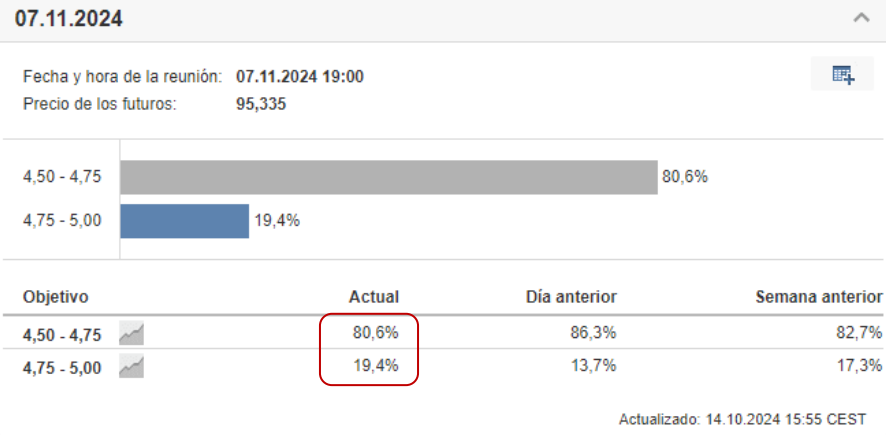 07.11.2024
Fecha y hora de la reunión: 07.11.2024 19:00
Precio de los futuros: 95,335
4,50 - 4,75 80,6%
4,75 - 5,00 19,4%
Objetivo Actual Día anterior Semana anterior
4,50 - 4,75 80,6% 86,3% 82,7%
4,75 - 5,00 19,4% 13,7% 17,3%
Actualizado: 14.10.2024 15:55 CEST